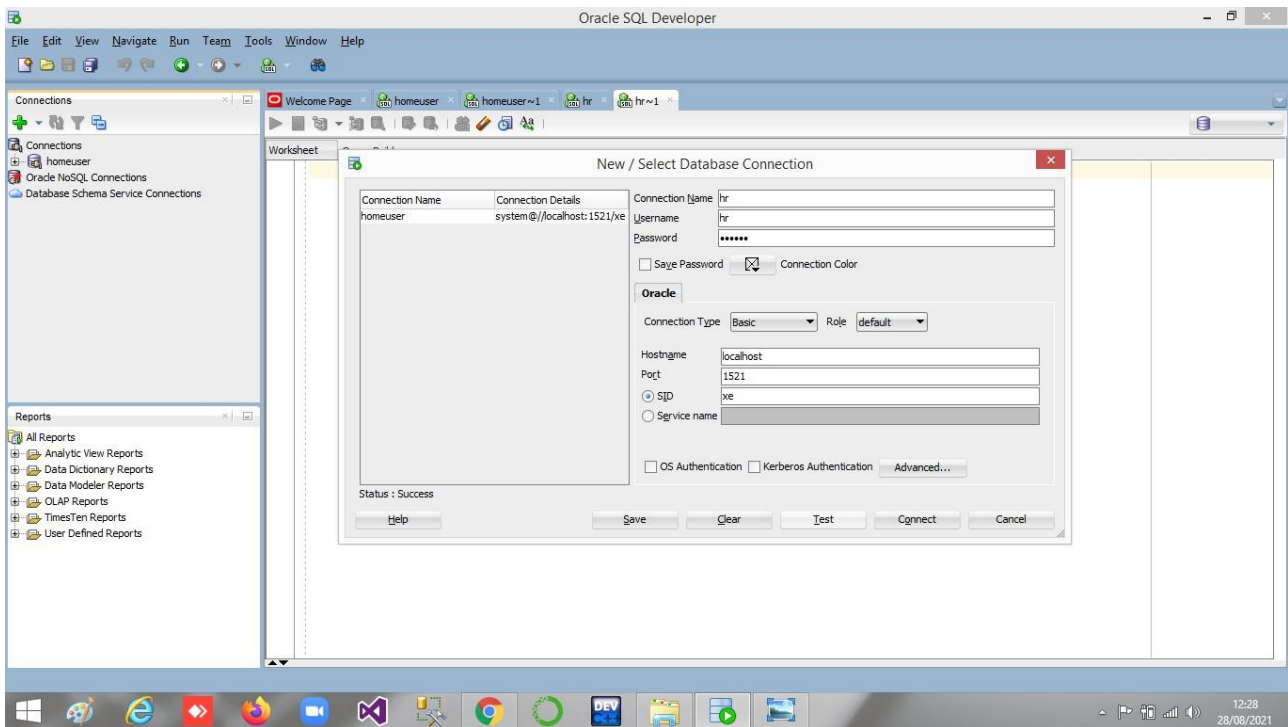 Oracle SQL Developer
File Edit View Navigate Run Team Tools Window Help
Connections
Welcome Page homeuser homeuser~1 hr hr~1
Connections
homeuser
Oracle NoSQL Connections
Database Schema Service Connections
Worksheet
New / Select Database Connection
Connection Name Connection Details
homeuser system@//localhost:1521/xe
Connection Name hr
Username hr
Password ••••••
Save Password Connection Color
Oracle
Connection Type Basic Role default
Hostname localhost
Port 1521
SID xe
Service name
OS Authentication Kerberos Authentication Advanced...
Status : Success
Help Save Clear Test Connect Cancel
Reports
All Reports
Analytic View Reports
Data Dictionary Reports
Data Modeler Reports
OLAP Reports
TimesTen Reports
User Defined Reports
DEV
12:28
28/08/2021